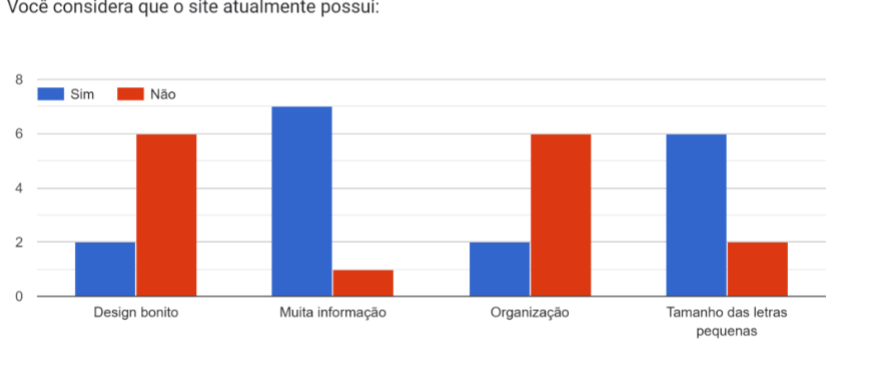 Você considera que o site atualmente possui:
8
Sim Não
6
4
2
0
Design bonito Muita informação Organização Tamanho das letras
pequenas